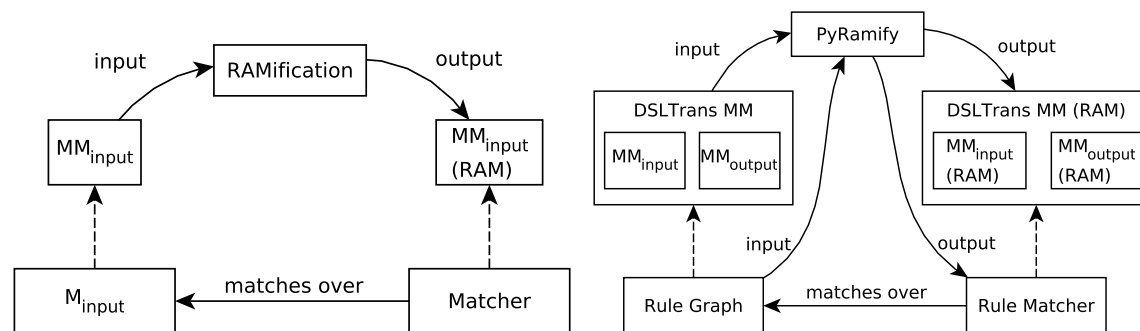 input
RAMification
output
MM_input
MM_input
(RAM)
M_input
matches over
Matcher
PyRamify
input
output
DSLTrans MM
MM_input
MM_output
DSLTrans MM (RAM)
MM_input
(RAM)
MM_output
(RAM)
input
output
Rule Graph
matches over
Rule Matcher